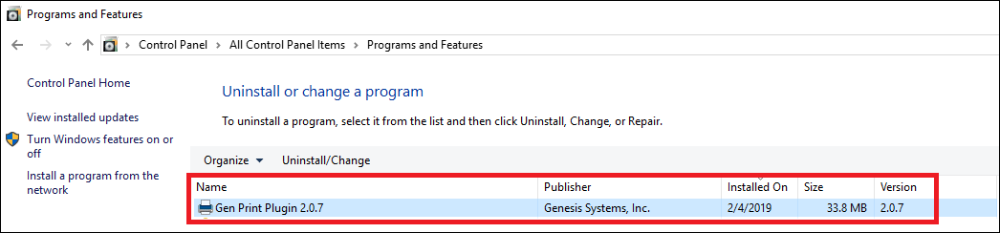 Programs and Features
Control Panel > All Control Panel Items > Programs and Features
Control Panel Home
View installed updates
Turn Windows features on or
off
Install a program from the
network
Uninstall or change a program
To uninstall a program, select it from the list and then click Uninstall, Change, or Repair.
Organize Uninstall/Change
Name Publisher Installed On Size Version
Gen Print Plugin 2.0.7 Genesis Systems, Inc. 2/4/2019 33.8 MB 2.0.7